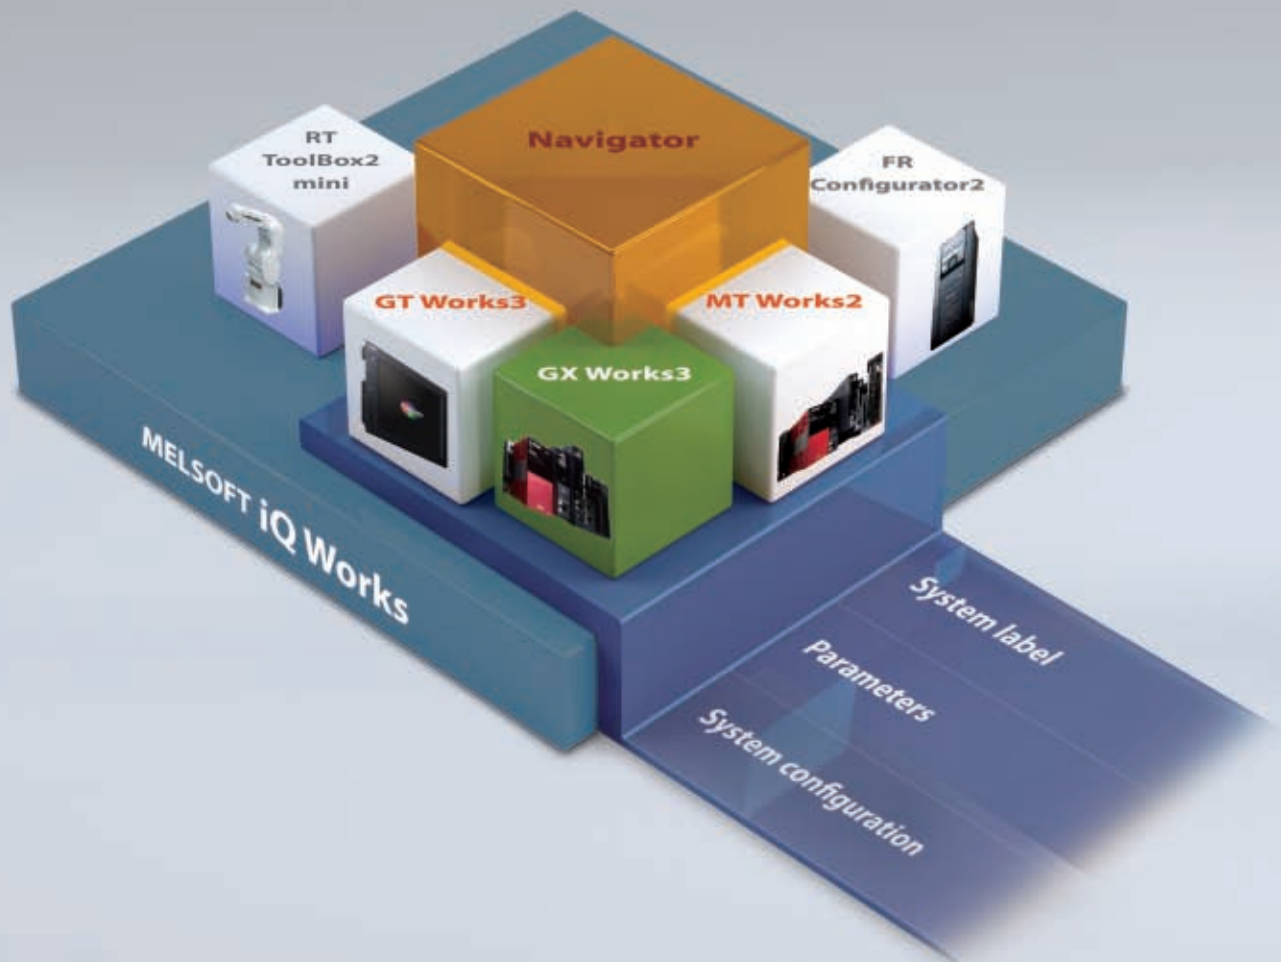 Navigator
RT
ToolBox2
mini
FR
Configurator2
GT Works3
MT Works2
GX Works3
MELSOFT iQ Works
System label
Parameters
System configuration